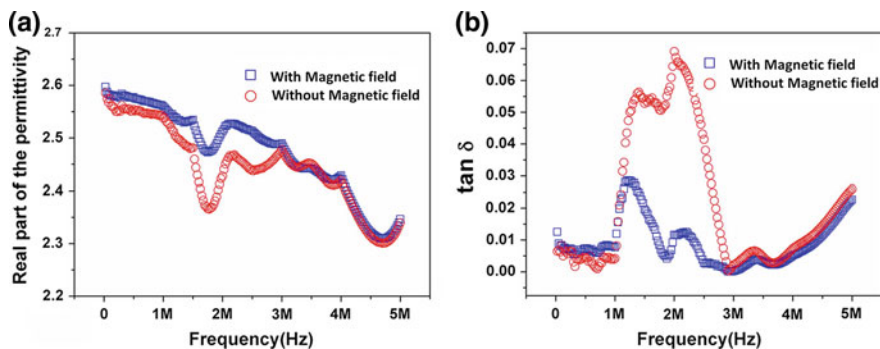 (a)
2.7
2.6
2.5
2.4
2.3
2.2
Real part of the permittivity
With Magnetic field
Without Magnetic field
0 1M 2M 3M 4M 5M
Frequency(Hz)
(b)
0.07
0.06
0.05
0.04
0.03
0.02
0.01
0.00
tan δ
With Magnetic field
Without Magnetic field
0 1M 2M 3M 4M 5M
Frequency(Hz)